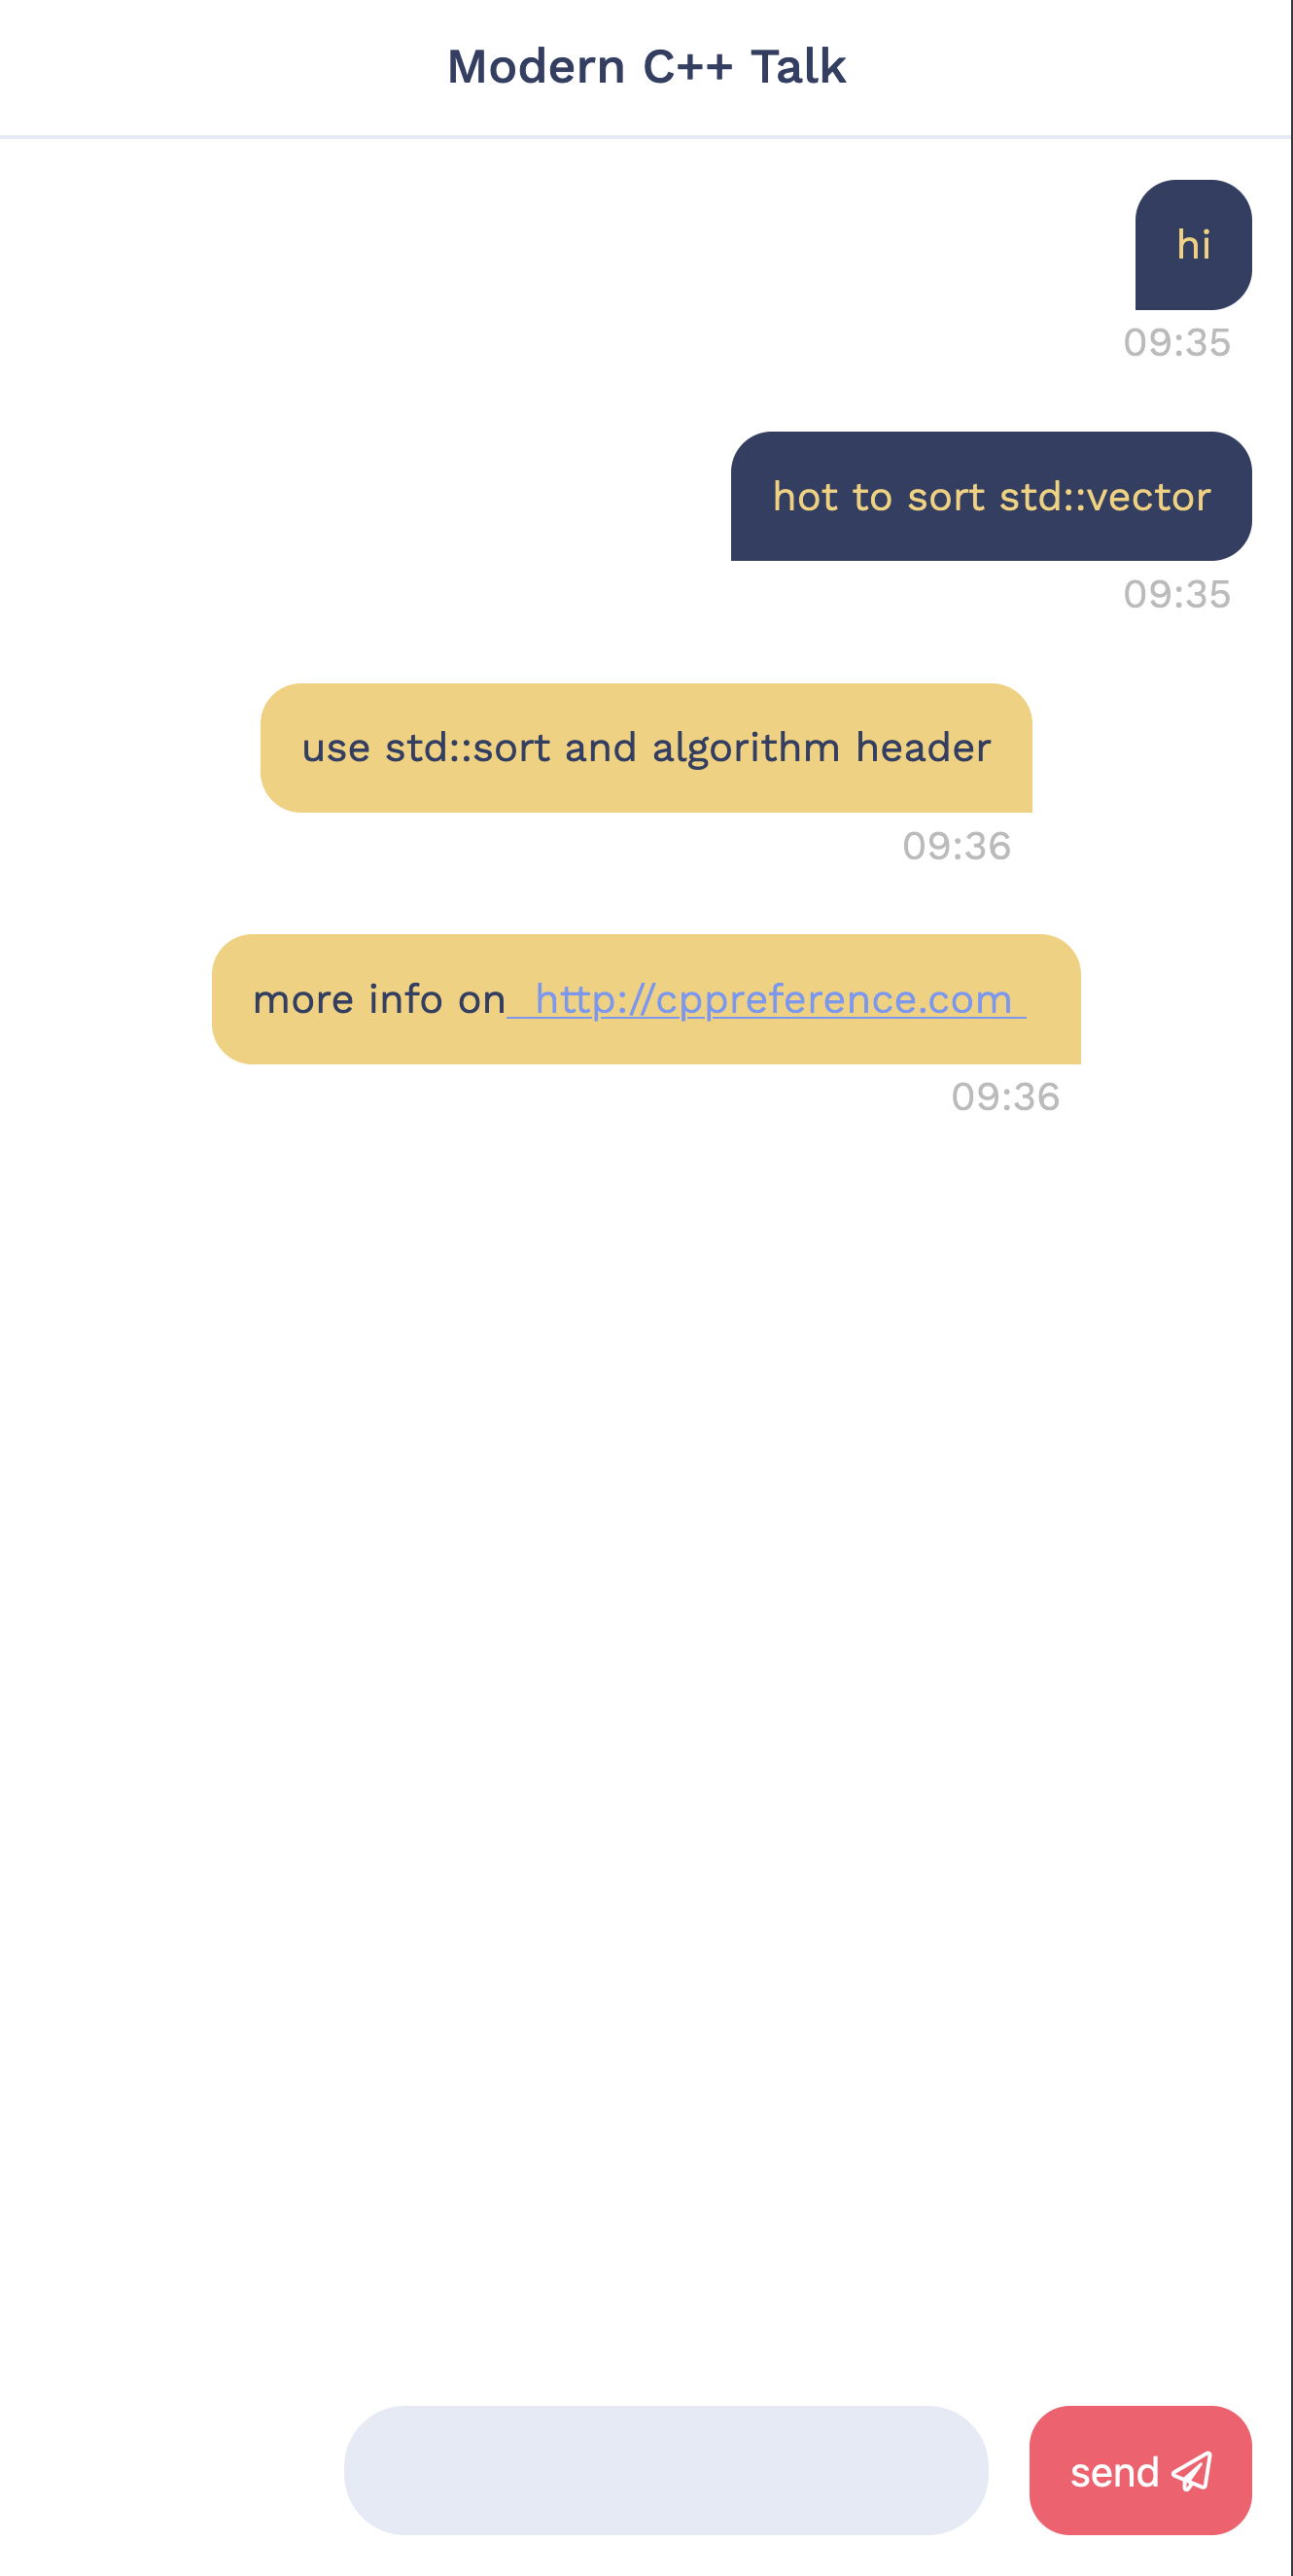 Modern C++ Talk
hi
09:35
hot to sort std::vector
09:35
use std::sort and algorithm header
09:36
more info on http://cppreference.com
09:36
send